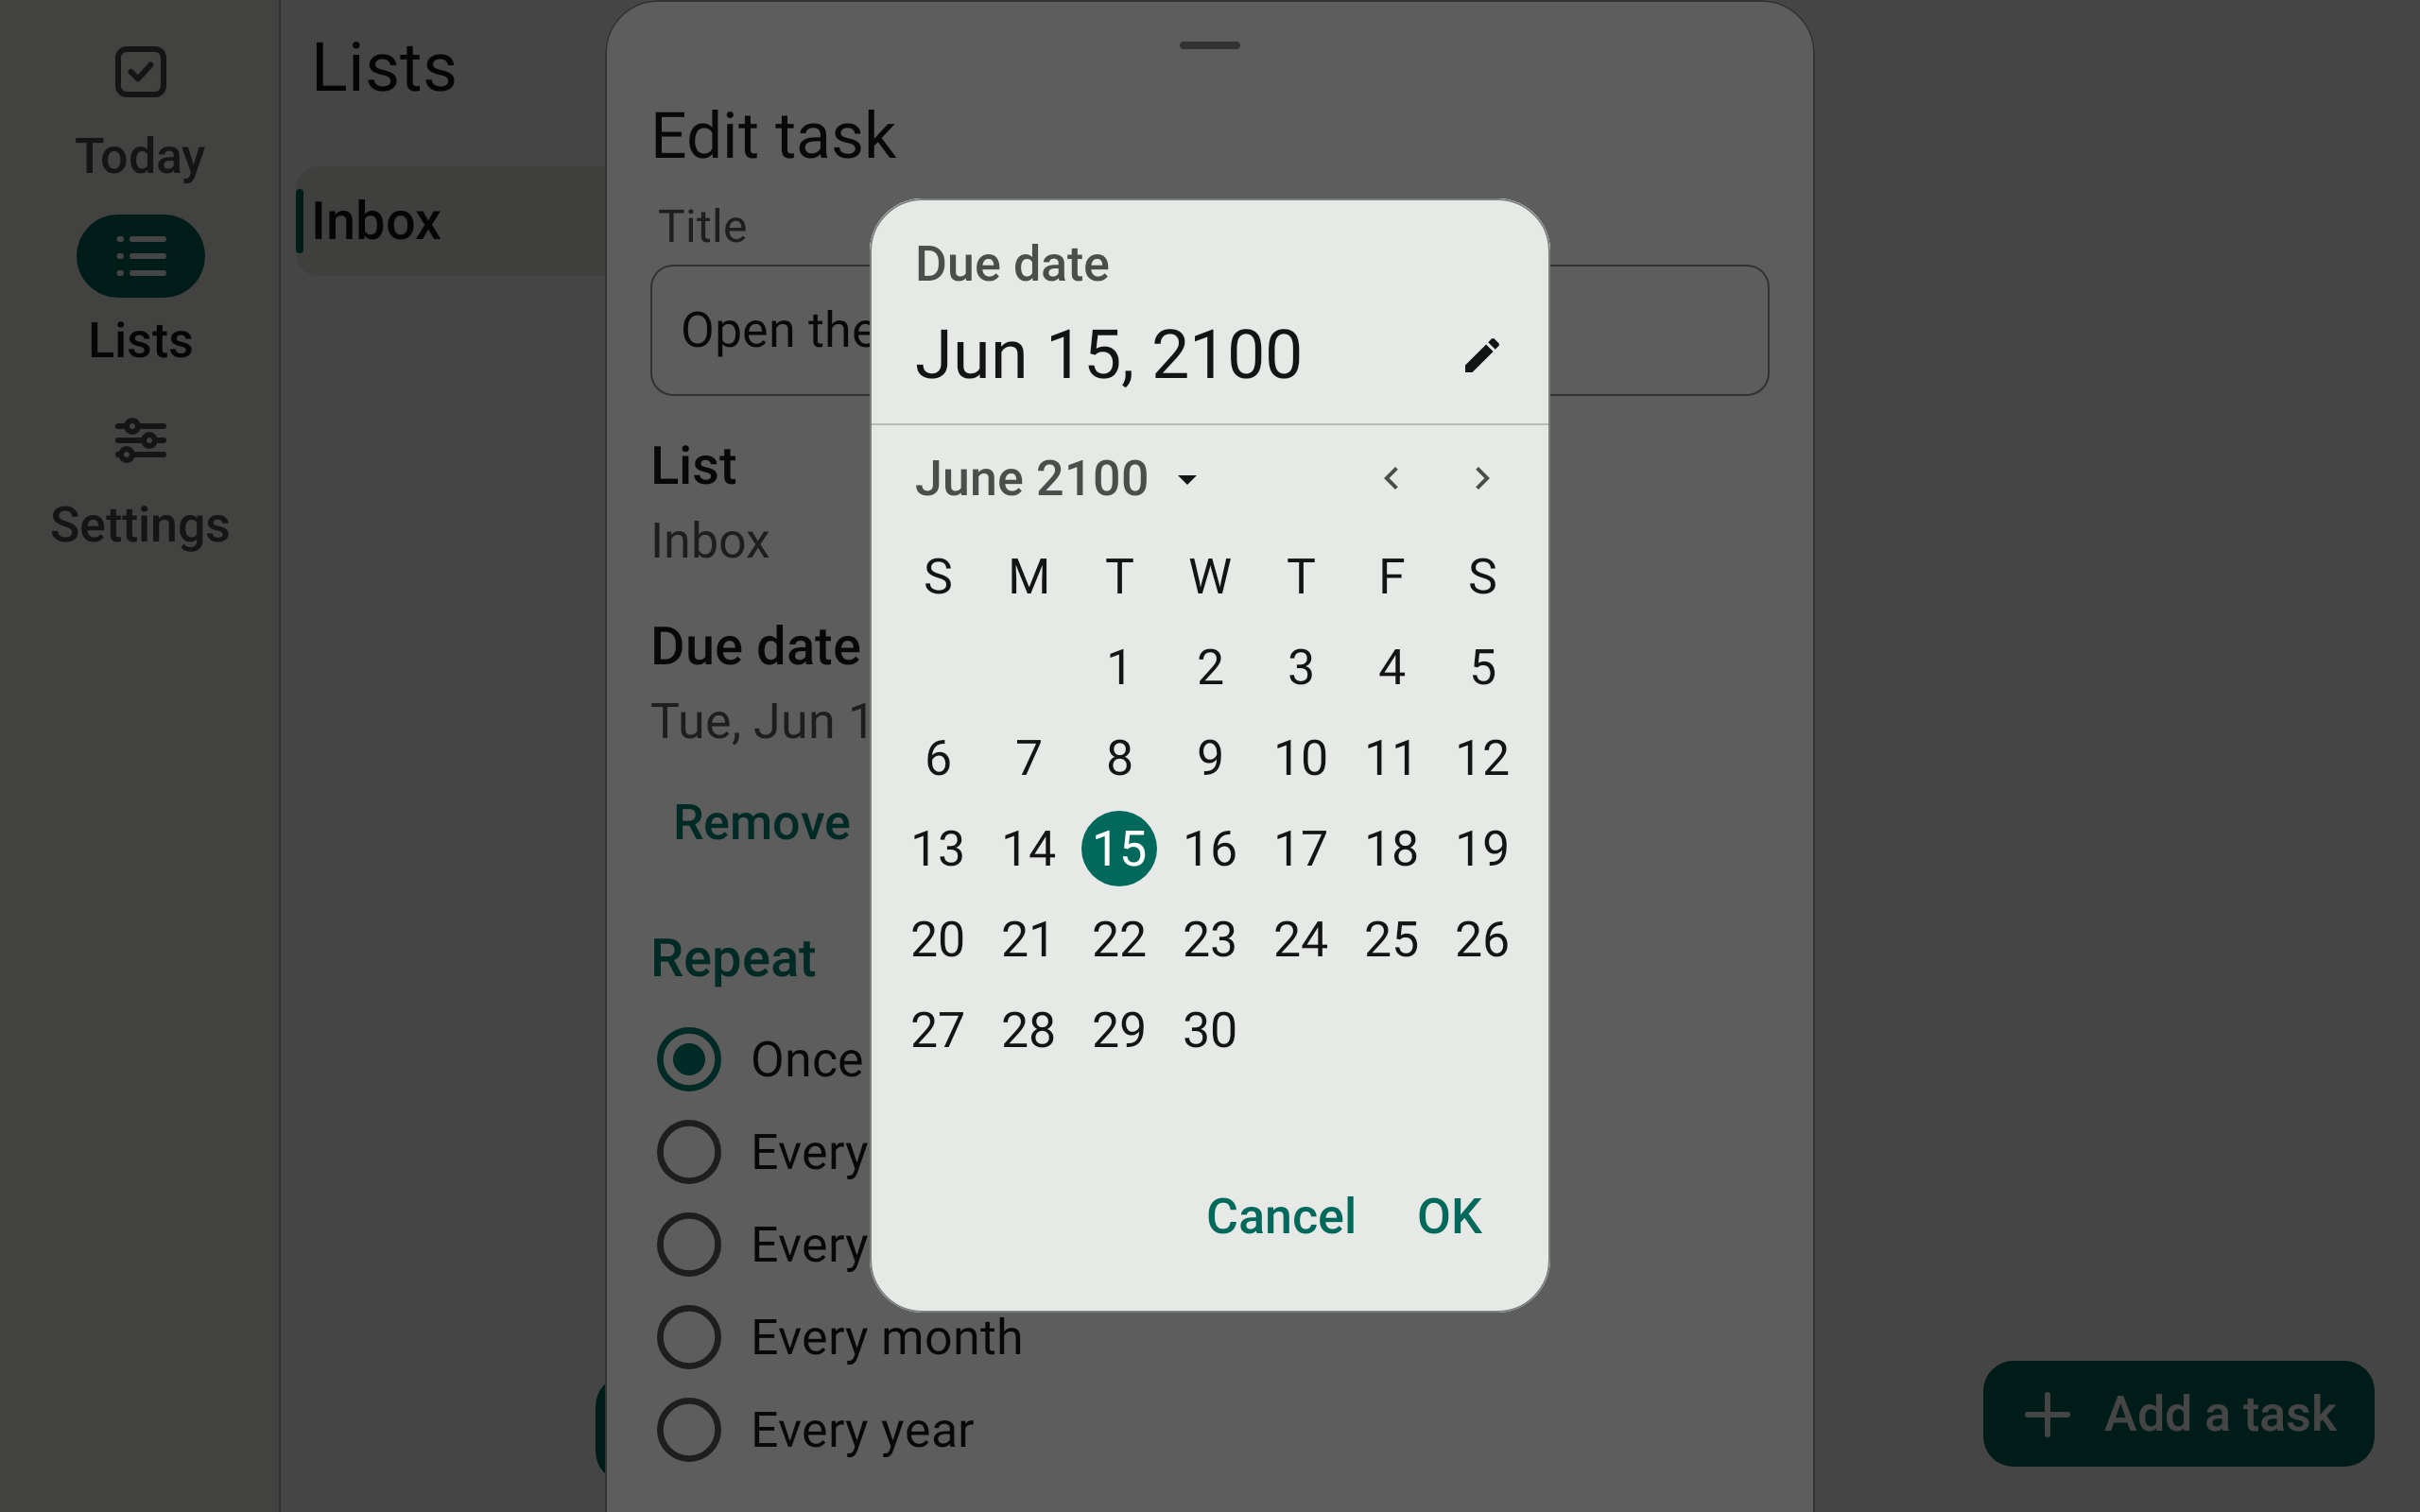 Today
Lists
Settings
Lists
Inbox
Edit task
Title
Open the
List
Inbox
Due date
Tue, Jun 1
Remove
Repeat
Once
Every
Every
Every month
Every year
Due date
Jun 15, 2100
June 2100
S M T W T F S
1 2 3 4 5
6 7 8 9 10 11 12
13 14 15 16 17 18 19
20 21 22 23 24 25 26
27 28 29 30
Cancel OK
Add a task